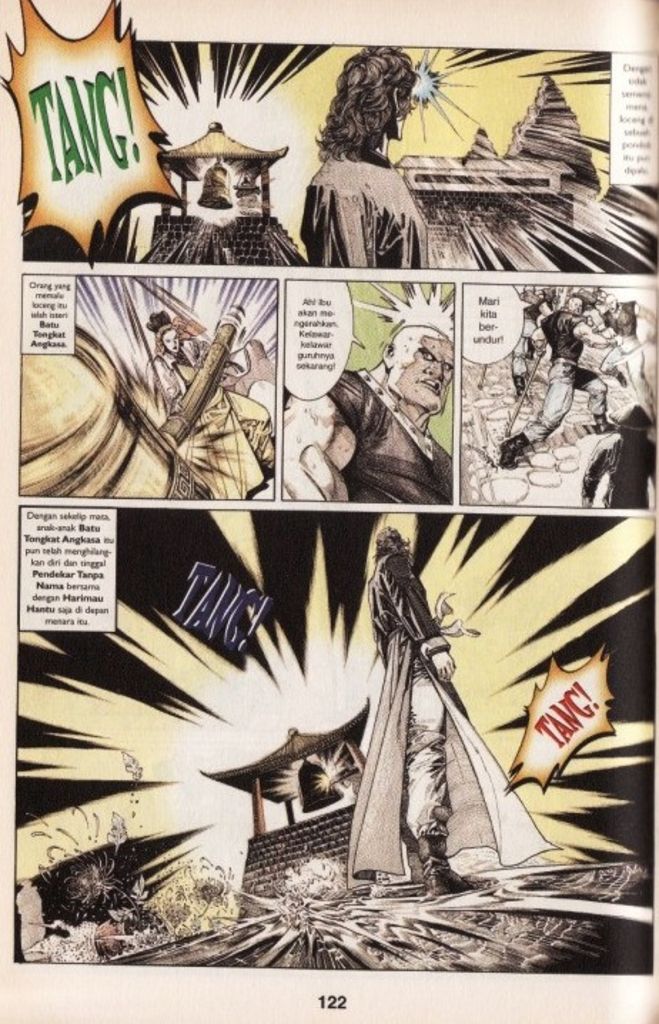 TANG!
Dengan
tidak
semena-
mena,
loceng di
sebuah
pondok
itu pun
dipalu.
Orang yang
memalu
loceng itu
ialah isteri
Batu
Tongkat
Angkasa.
Ah! Ibu
akan me-
ngerahkan
Kelawar-
kelawar
guruhnya
sekarang!
Mari
kita
ber-
undur!
Dengan sekelip mata,
anak-anak Batu
Tongkat Angkasa itu
pun telah menghilang-
kan diri dan tinggal
Pendekar Tanpa
Nama bersama
dengan Harimau
Hantu saja di depan
menara itu.
TANG!
TANG!
122